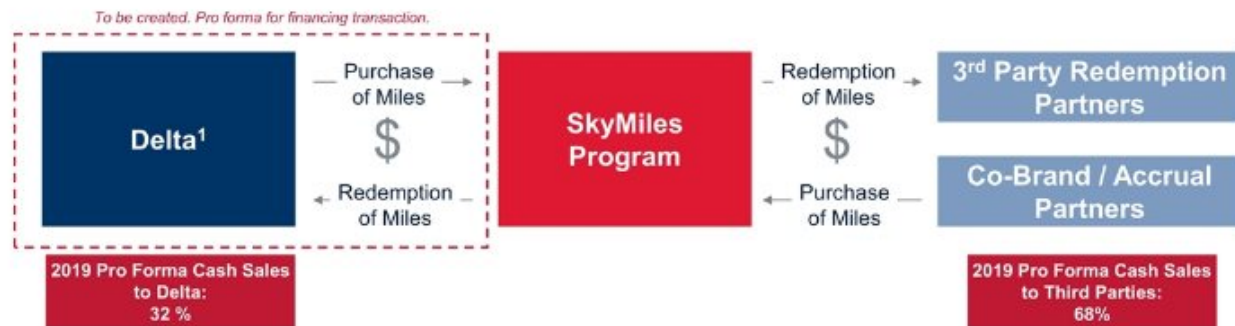 To be created. Pro forma for financing transaction.
Delta¹
Purchase
of Miles
$
Redemption
of Miles
SkyMiles
Program
Redemption
of Miles
$
Purchase
of Miles
3rd Party Redemption
Partners
Co-Brand / Accrual
Partners
2019 Pro Forma Cash Sales
to Delta:
32 %
2019 Pro Forma Cash Sales
to Third Parties:
68%